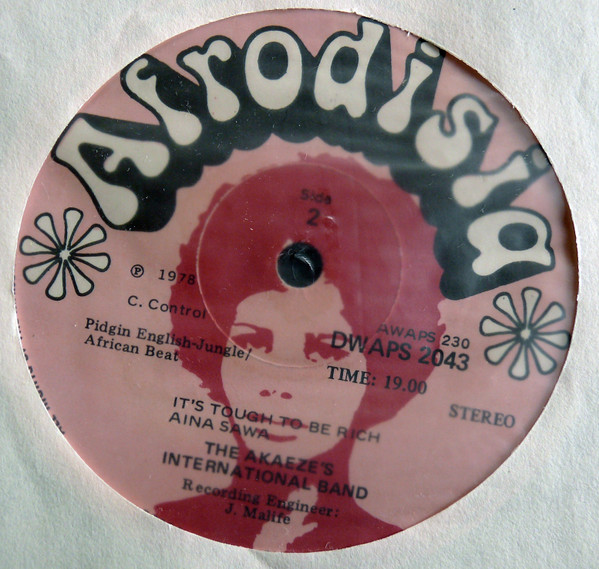 Afrodisia
Side
2
℗ 1978
C. Control
Pidgin English-Jungle/
African Beat
AWAPS 230
DWAPS 2043
TIME: 19.00
STEREO
IT'S TOUGH TO BE RICH
AINA SAWA
THE AKAEZE'S
INTERNATIONAL BAND
Recording Engineer:
J. Malife